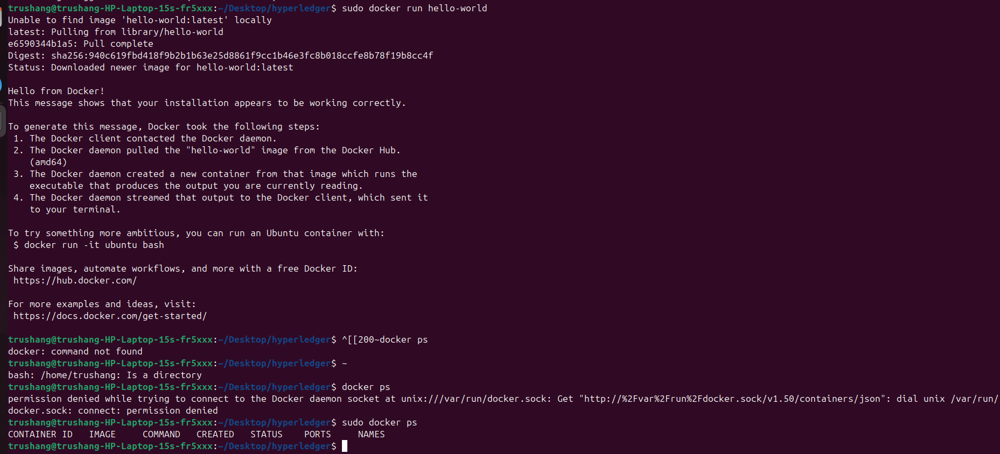 trushang@trushang-HP-Laptop-15s-fr5xxx:~/Desktop/hyperledger$ sudo docker run hello-world
Unable to find image 'hello-world:latest' locally
latest: Pulling from library/hello-world
e6590344b1a5: Pull complete
Digest: sha256:940c619fbd418f9b2b1b63e25d8861f9cc1b46e3fc8b018ccfe8b78f19b8cc4f
Status: Downloaded newer image for hello-world:latest

Hello from Docker!
This message shows that your installation appears to be working correctly.

To generate this message, Docker took the following steps:
 1. The Docker client contacted the Docker daemon.
 2. The Docker daemon pulled the "hello-world" image from the Docker Hub.
    (amd64)
 3. The Docker daemon created a new container from that image which runs the
    executable that produces the output you are currently reading.
 4. The Docker daemon streamed that output to the Docker client, which sent it
    to your terminal.

To try something more ambitious, you can run an Ubuntu container with:
 $ docker run -it ubuntu bash

Share images, automate workflows, and more with a free Docker ID:
 https://hub.docker.com/

For more examples and ideas, visit:
 https://docs.docker.com/get-started/

trushang@trushang-HP-Laptop-15s-fr5xxx:~/Desktop/hyperledger$ ^[[200~docker ps
docker: command not found
trushang@trushang-HP-Laptop-15s-fr5xxx:~/Desktop/hyperledger$ ~
bash: /home/trushang: Is a directory
trushang@trushang-HP-Laptop-15s-fr5xxx:~/Desktop/hyperledger$ docker ps
permission denied while trying to connect to the Docker daemon socket at unix:///var/run/docker.sock: Get "http://%2Fvar%2Frun%2Fdocker.sock/v1.50/containers/json": dial unix /var/run/
docker.sock: connect: permission denied
trushang@trushang-HP-Laptop-15s-fr5xxx:~/Desktop/hyperledger$ sudo docker ps
CONTAINER ID   IMAGE     COMMAND   CREATED   STATUS    PORTS     NAMES
trushang@trushang-HP-Laptop-15s-fr5xxx:~/Desktop/hyperledger$